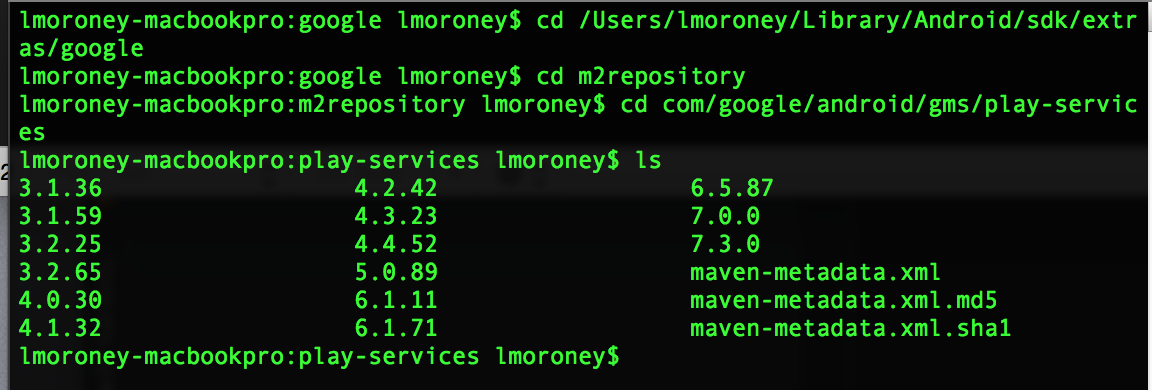 lmoroney-macbookpro:google lmoroney$ cd /Users/lmoroney/Library/Android/sdk/extr
as/google
lmoroney-macbookpro:google lmoroney$ cd m2repository
lmoroney-macbookpro:m2repository lmoroney$ cd com/google/android/gms/play-servic
es
lmoroney-macbookpro:play-services lmoroney$ ls
3.1.36 4.2.42 6.5.87
3.1.59 4.3.23 7.0.0
3.2.25 4.4.52 7.3.0
3.2.65 5.0.89 maven-metadata.xml
4.0.30 6.1.11 maven-metadata.xml.md5
4.1.32 6.1.71 maven-metadata.xml.sha1
lmoroney-macbookpro:play-services lmoroney$